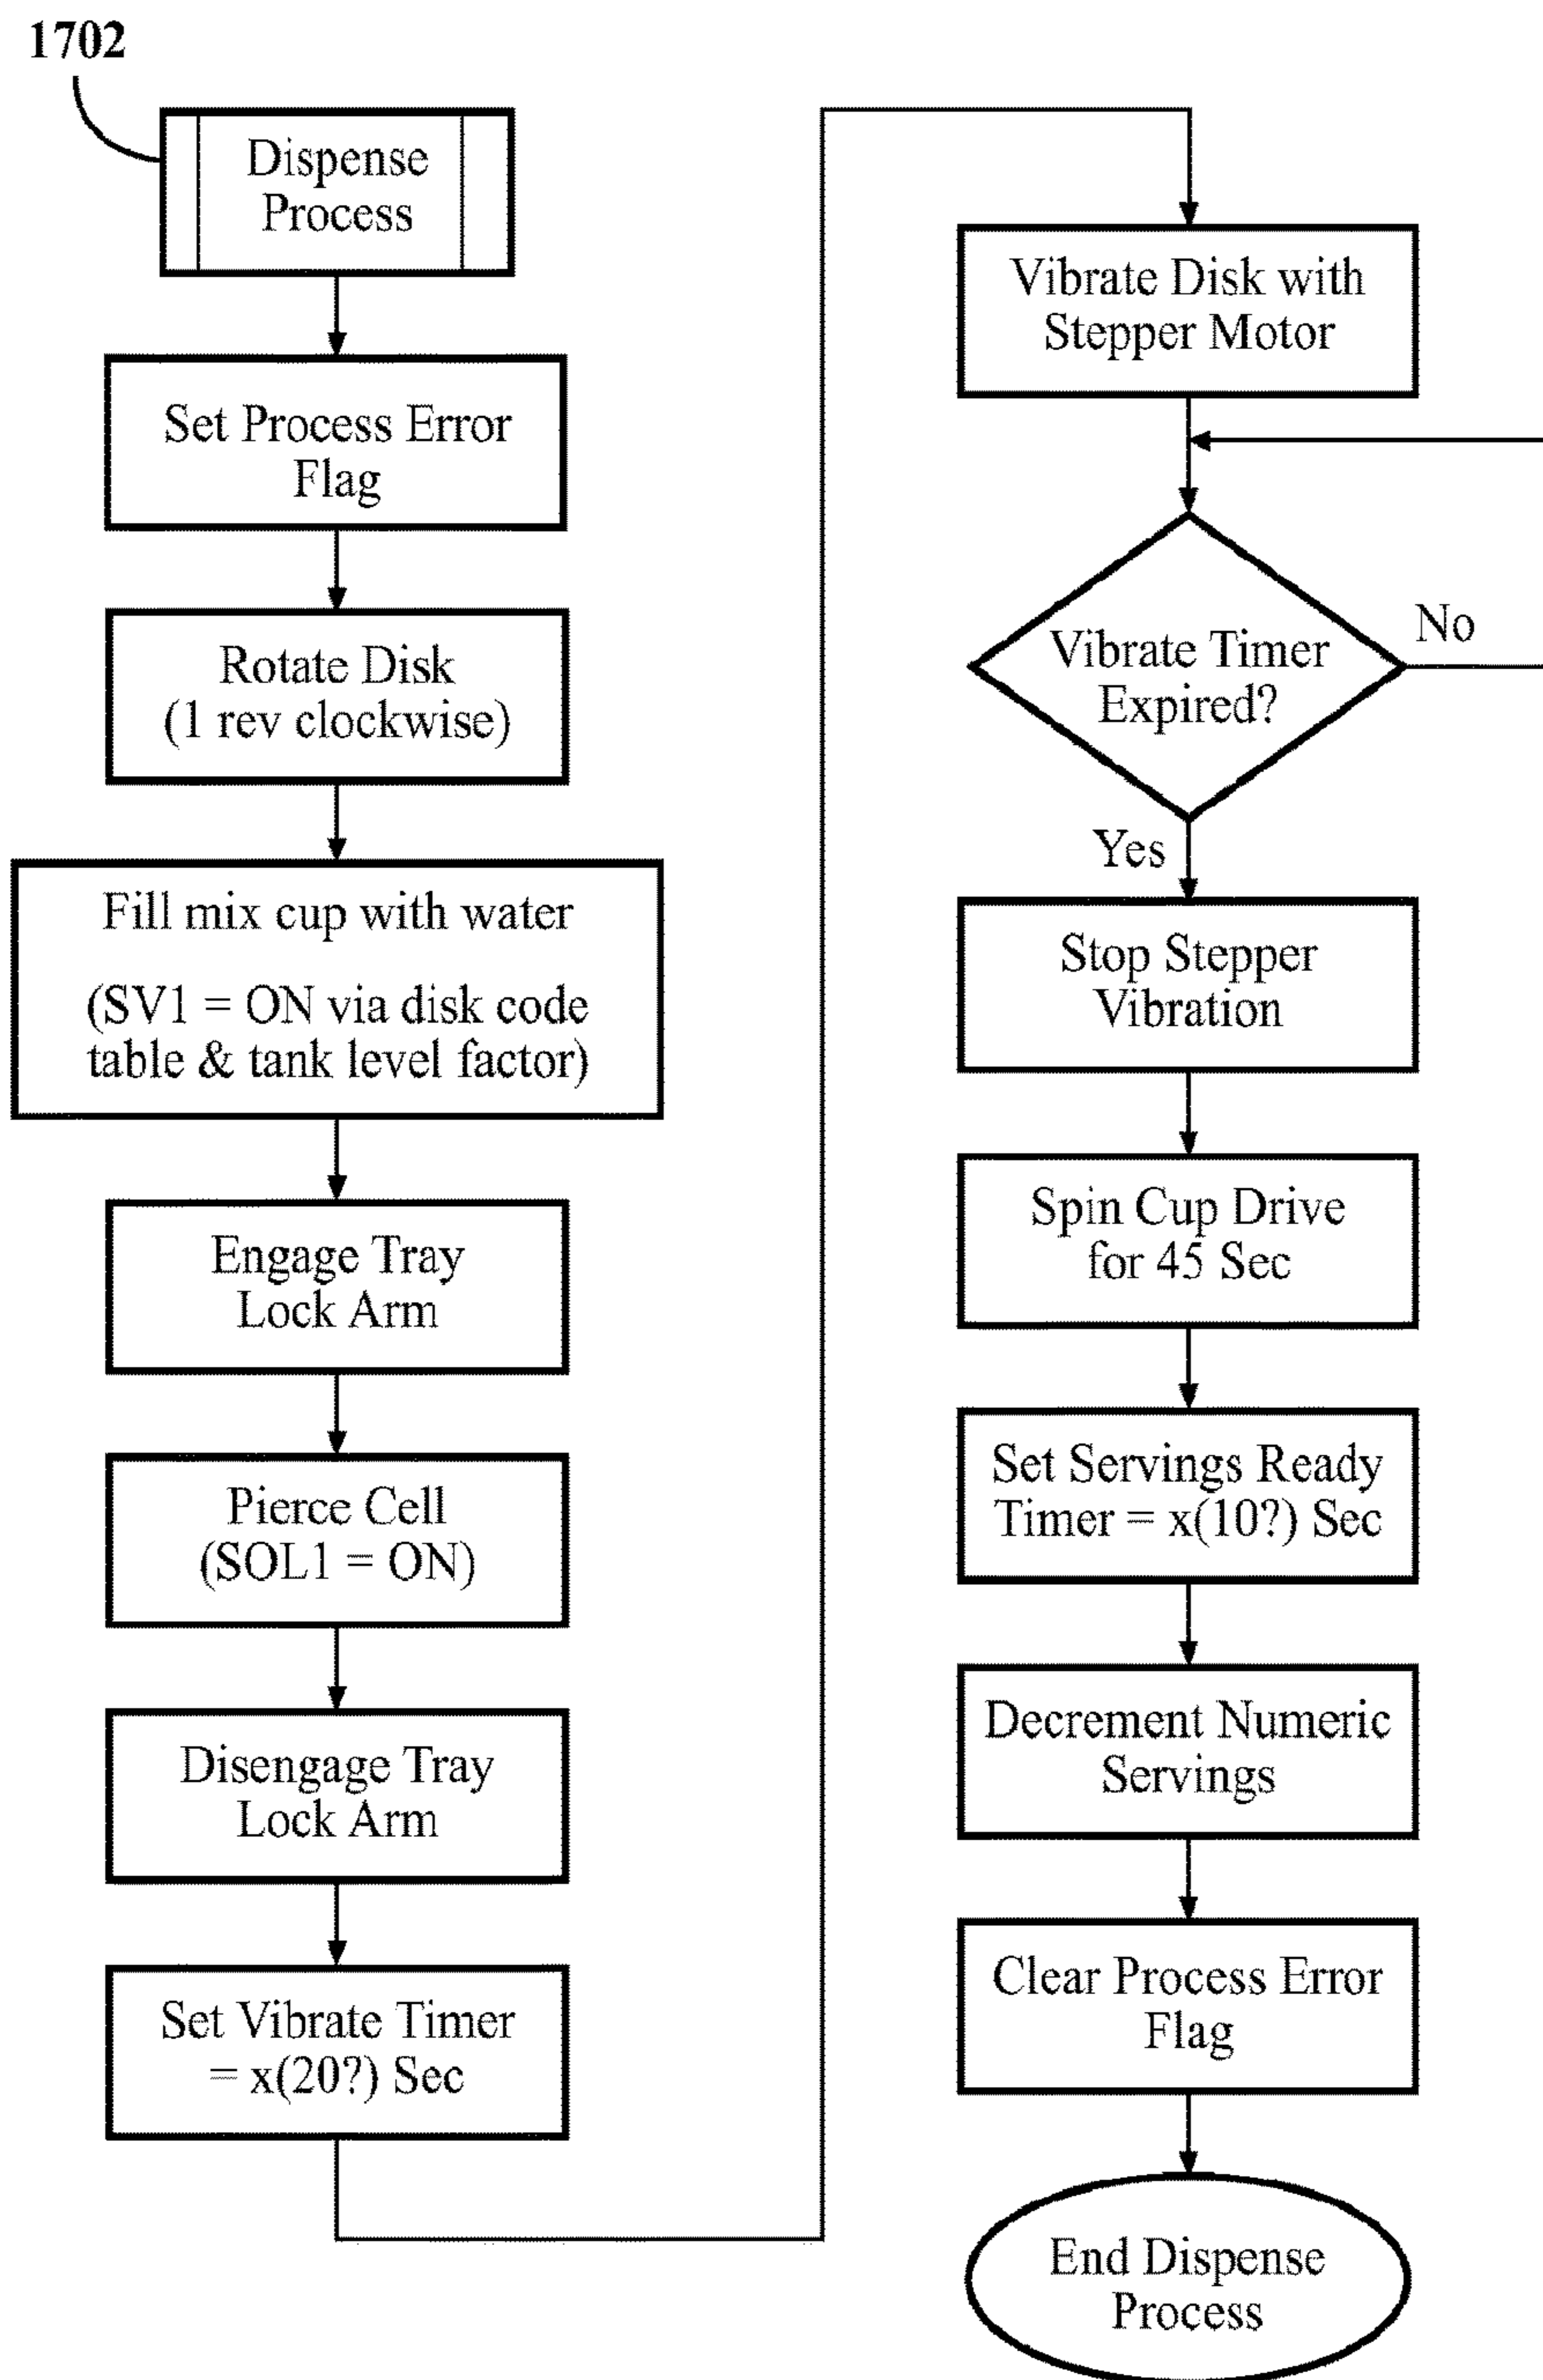 1702
Dispense
Process
Set Process Error
Flag
Rotate Disk
(1 rev clockwise)
Fill mix cup with water
(SV1 = ON via disk code
table & tank level factor)
Engage Tray
Lock Arm
Pierce Cell
(SOL1 = ON)
Disengage Tray
Lock Arm
Set Vibrate Timer
= x(20?) Sec
Vibrate Disk with
Stepper Motor
Vibrate Timer
Expired?
No
Yes
Stop Stepper
Vibration
Spin Cup Drive
for 45 Sec
Set Servings Ready
Timer = x(10?) Sec
Decrement Numeric
Servings
Clear Process Error
Flag
End Dispense
Process